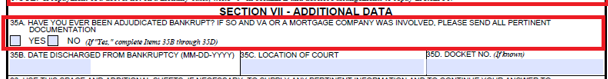 SECTION VII - ADDITIONAL DATA
35A. HAVE YOU EVER BEEN ADJUDICATED BANKRUPT? IF SO AND VA OR A MORTGAGE COMPANY WAS INVOLVED, PLEASE SEND ALL PERTINENT
DOCUMENTATION
YES NO (If "Yes," complete Items 35B through 35D)
35B. DATE DISCHARGED FROM BANKRUPTCY (MM-DD-YYYY) 35C. LOCATION OF COURT 35D. DOCKET NO. (If known)